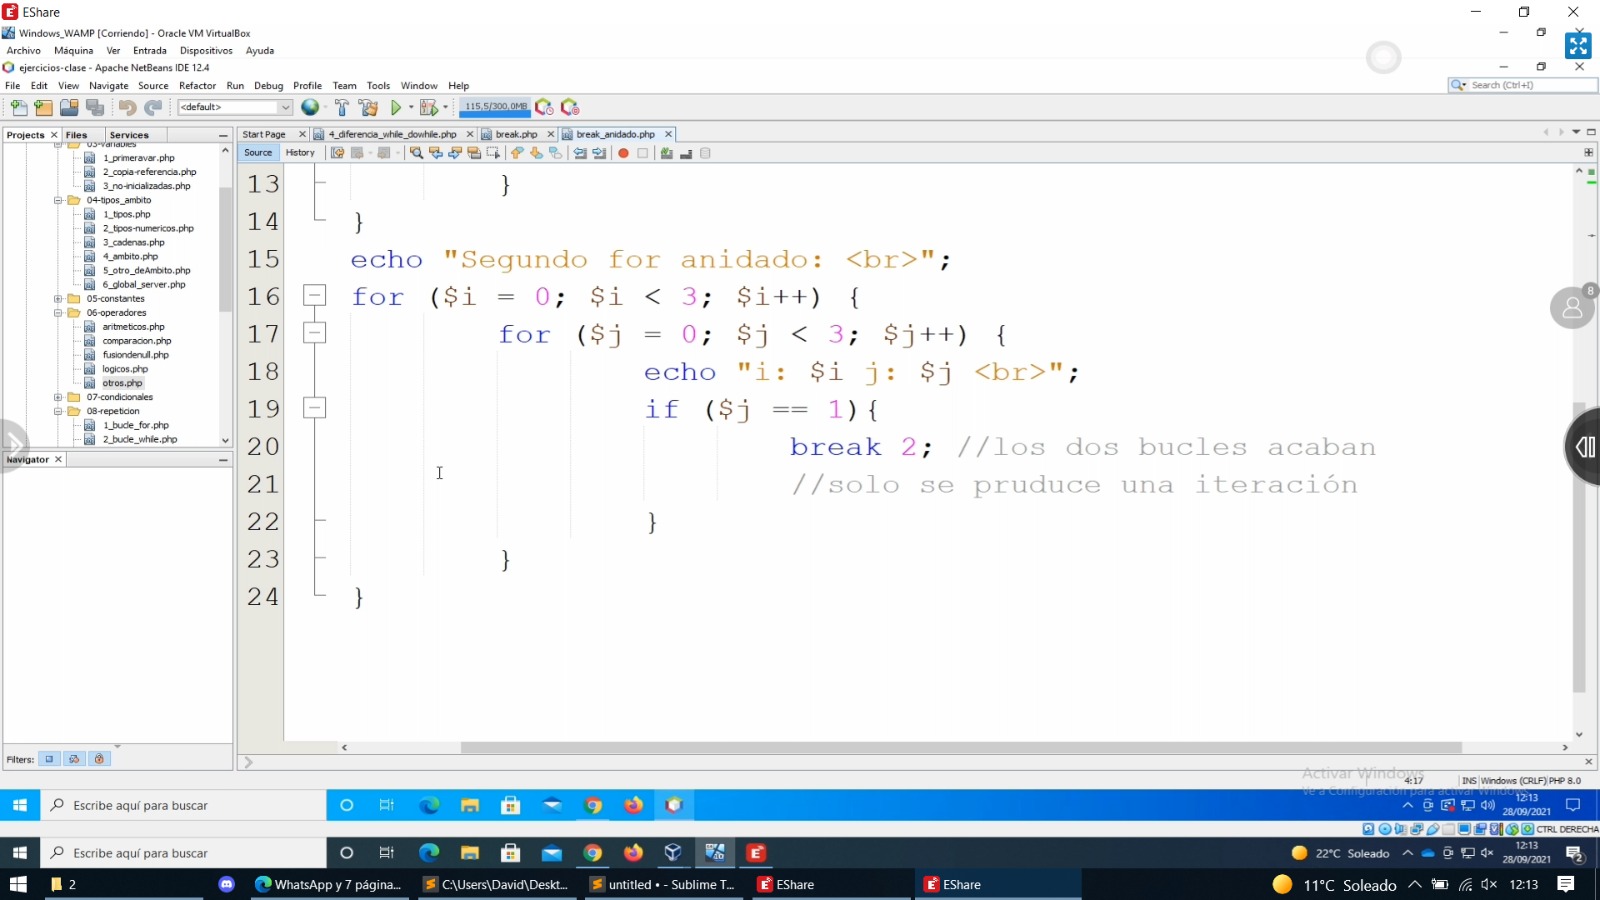 EShare
Windows_WAMP [Corriendo] - Oracle VM VirtualBox
Archivo Máquina Ver Entrada Dispositivos Ayuda
ejercicios-clase - Apache NetBeans IDE 12.4
File Edit View Navigate Source Refactor Run Debug Profile Team Tools Window Help
Search (Ctrl+I)
<default>
115,5/300,0MB
Projects Files Services
Start Page 4_diferencia_while_dowhile.php break.php break_anidado.php
Source History
03-variables
1_primeravar.php
2_copia-referencia.php
3_no-inicializadas.php
04-tipos_ambito
1_tipos.php
2_tipos-numericos.php
3_cadenas.php
4_ambito.php
5_otro_deAmbito.php
6_global_server.php
05-constantes
06-operadores
aritmeticos.php
comparacion.php
fusiondenull.php
logicos.php
otros.php
07-condicionales
08-repeticion
1_bucle_for.php
2_bucle_while.php
Navigator
Filters:
13 }
14 }
15 echo "Segundo for anidado: <br>";
16 for ($i = 0; $i < 3; $i++) {
17 for ($j = 0; $j < 3; $j++) {
18 echo "i: $i j: $j <br>";
19 if ($j == 1){
20 break 2; //los dos bucles acaban
21 //solo se pruduce una iteración
22 }
23 }
24 }
8
Activar Windows
Ve a Configuración para activar Windows.
4:17 INS Windows (CRLF) PHP 8.0
Escribe aquí para buscar
12:13
28/09/2021
CTRL DERECHA
Escribe aquí para buscar
22°C Soleado
12:13
28/09/2021
2
2
WhatsApp y 7 página...
C:\Users\David\Deskt...
untitled • - Sublime T...
EShare
EShare
11°C Soleado
12:13